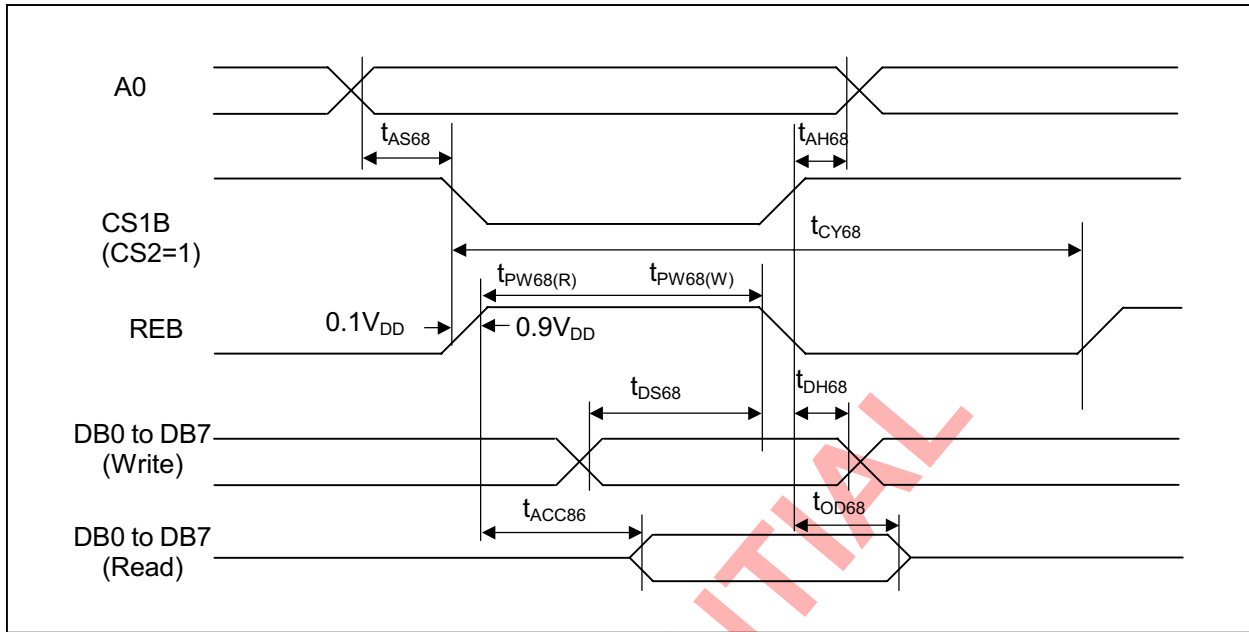 A0
tAS68
tAH68
CS1B
(CS2=1)
tCY68
tPW68(R)
tPW68(W)
REB
0.1VDD
0.9VDD
tDS68
tDH68
DB0 to DB7
(Write)
tACC86
tOD68
DB0 to DB7
(Read)
ITIAL